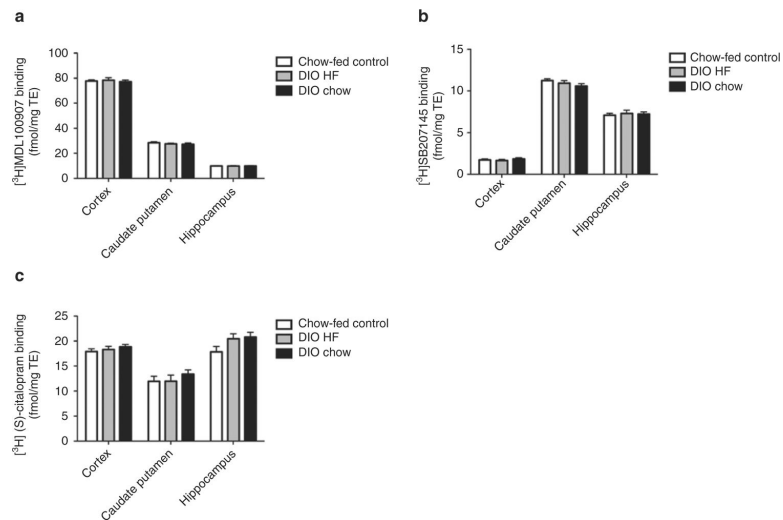 a
[³H]MDL100907 binding
(fmol/mg TE)
100
80
60
40
20
0
Cortex
Caudate putamen
Hippocampus
Chow-fed control
DIO HF
DIO chow
b
[³H]SB207145 binding
(fmol/mg TE)
15
10
5
0
Cortex
Caudate putamen
Hippocampus
Chow-fed control
DIO HF
DIO chow
c
[³H] (S)-citalopram binding
(fmol/mg TE)
25
20
15
10
5
0
Cortex
Caudate putamen
Hippocampus
Chow-fed control
DIO HF
DIO chow